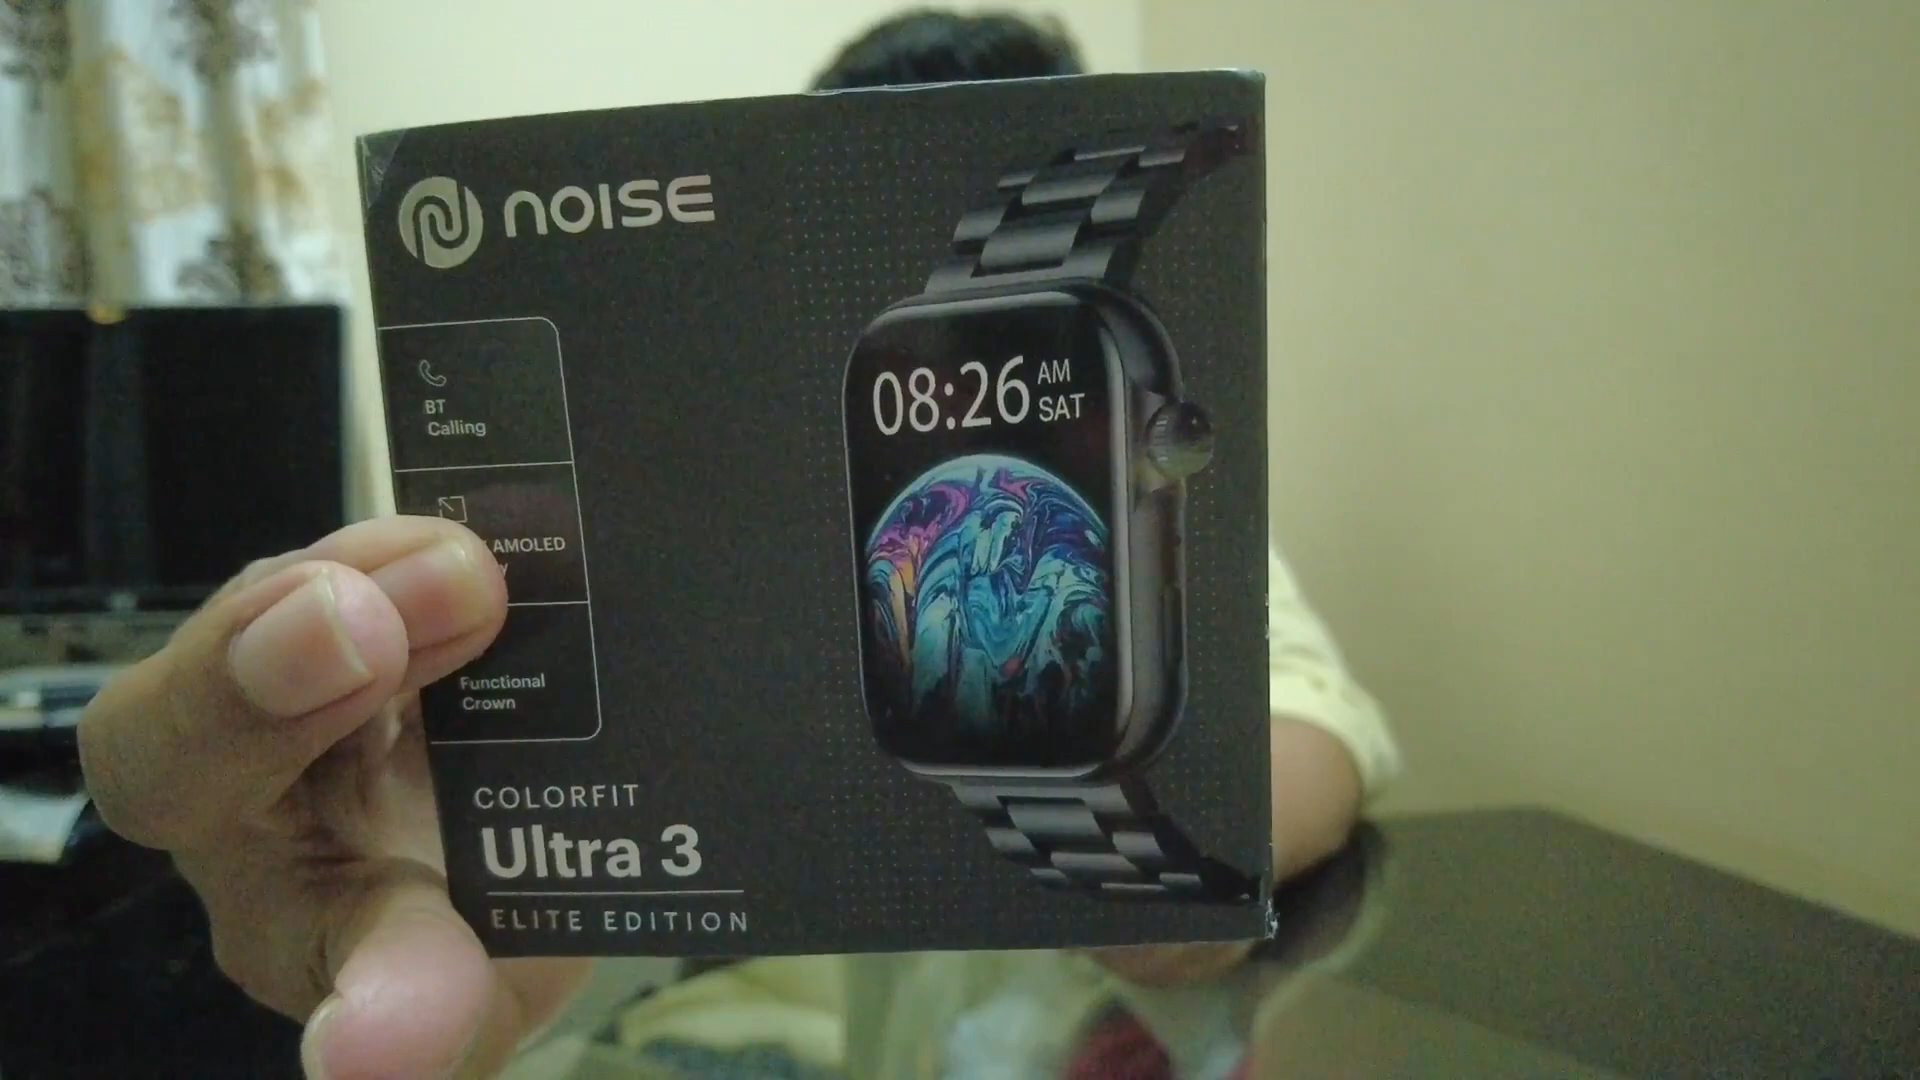 NOISE
BT
Calling
AMOLED
Functional
Crown
08:26
AM
SAT
COLORFIT
Ultra 3
ELITE EDITION